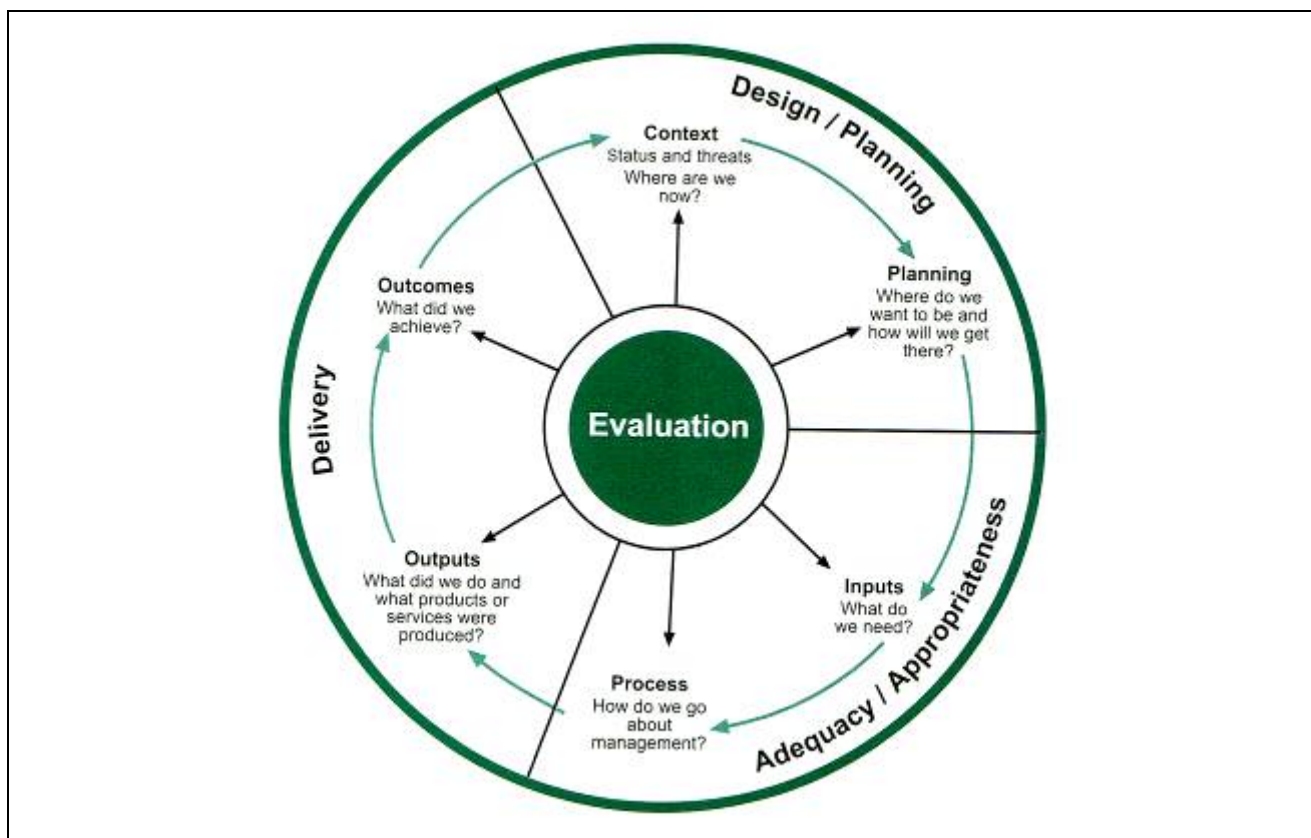 Design / Planning
Context
Status and threats
Where are we
now?
Planning
Where do we
want to be and
how will we get
there?
Evaluation
Inputs
What do
we need?
Adequacy / Appropriateness
Process
How do we go
about
management?
Outputs
What did we do and
what products or
services were
produced?
Delivery
Outcomes
What did we
achieve?